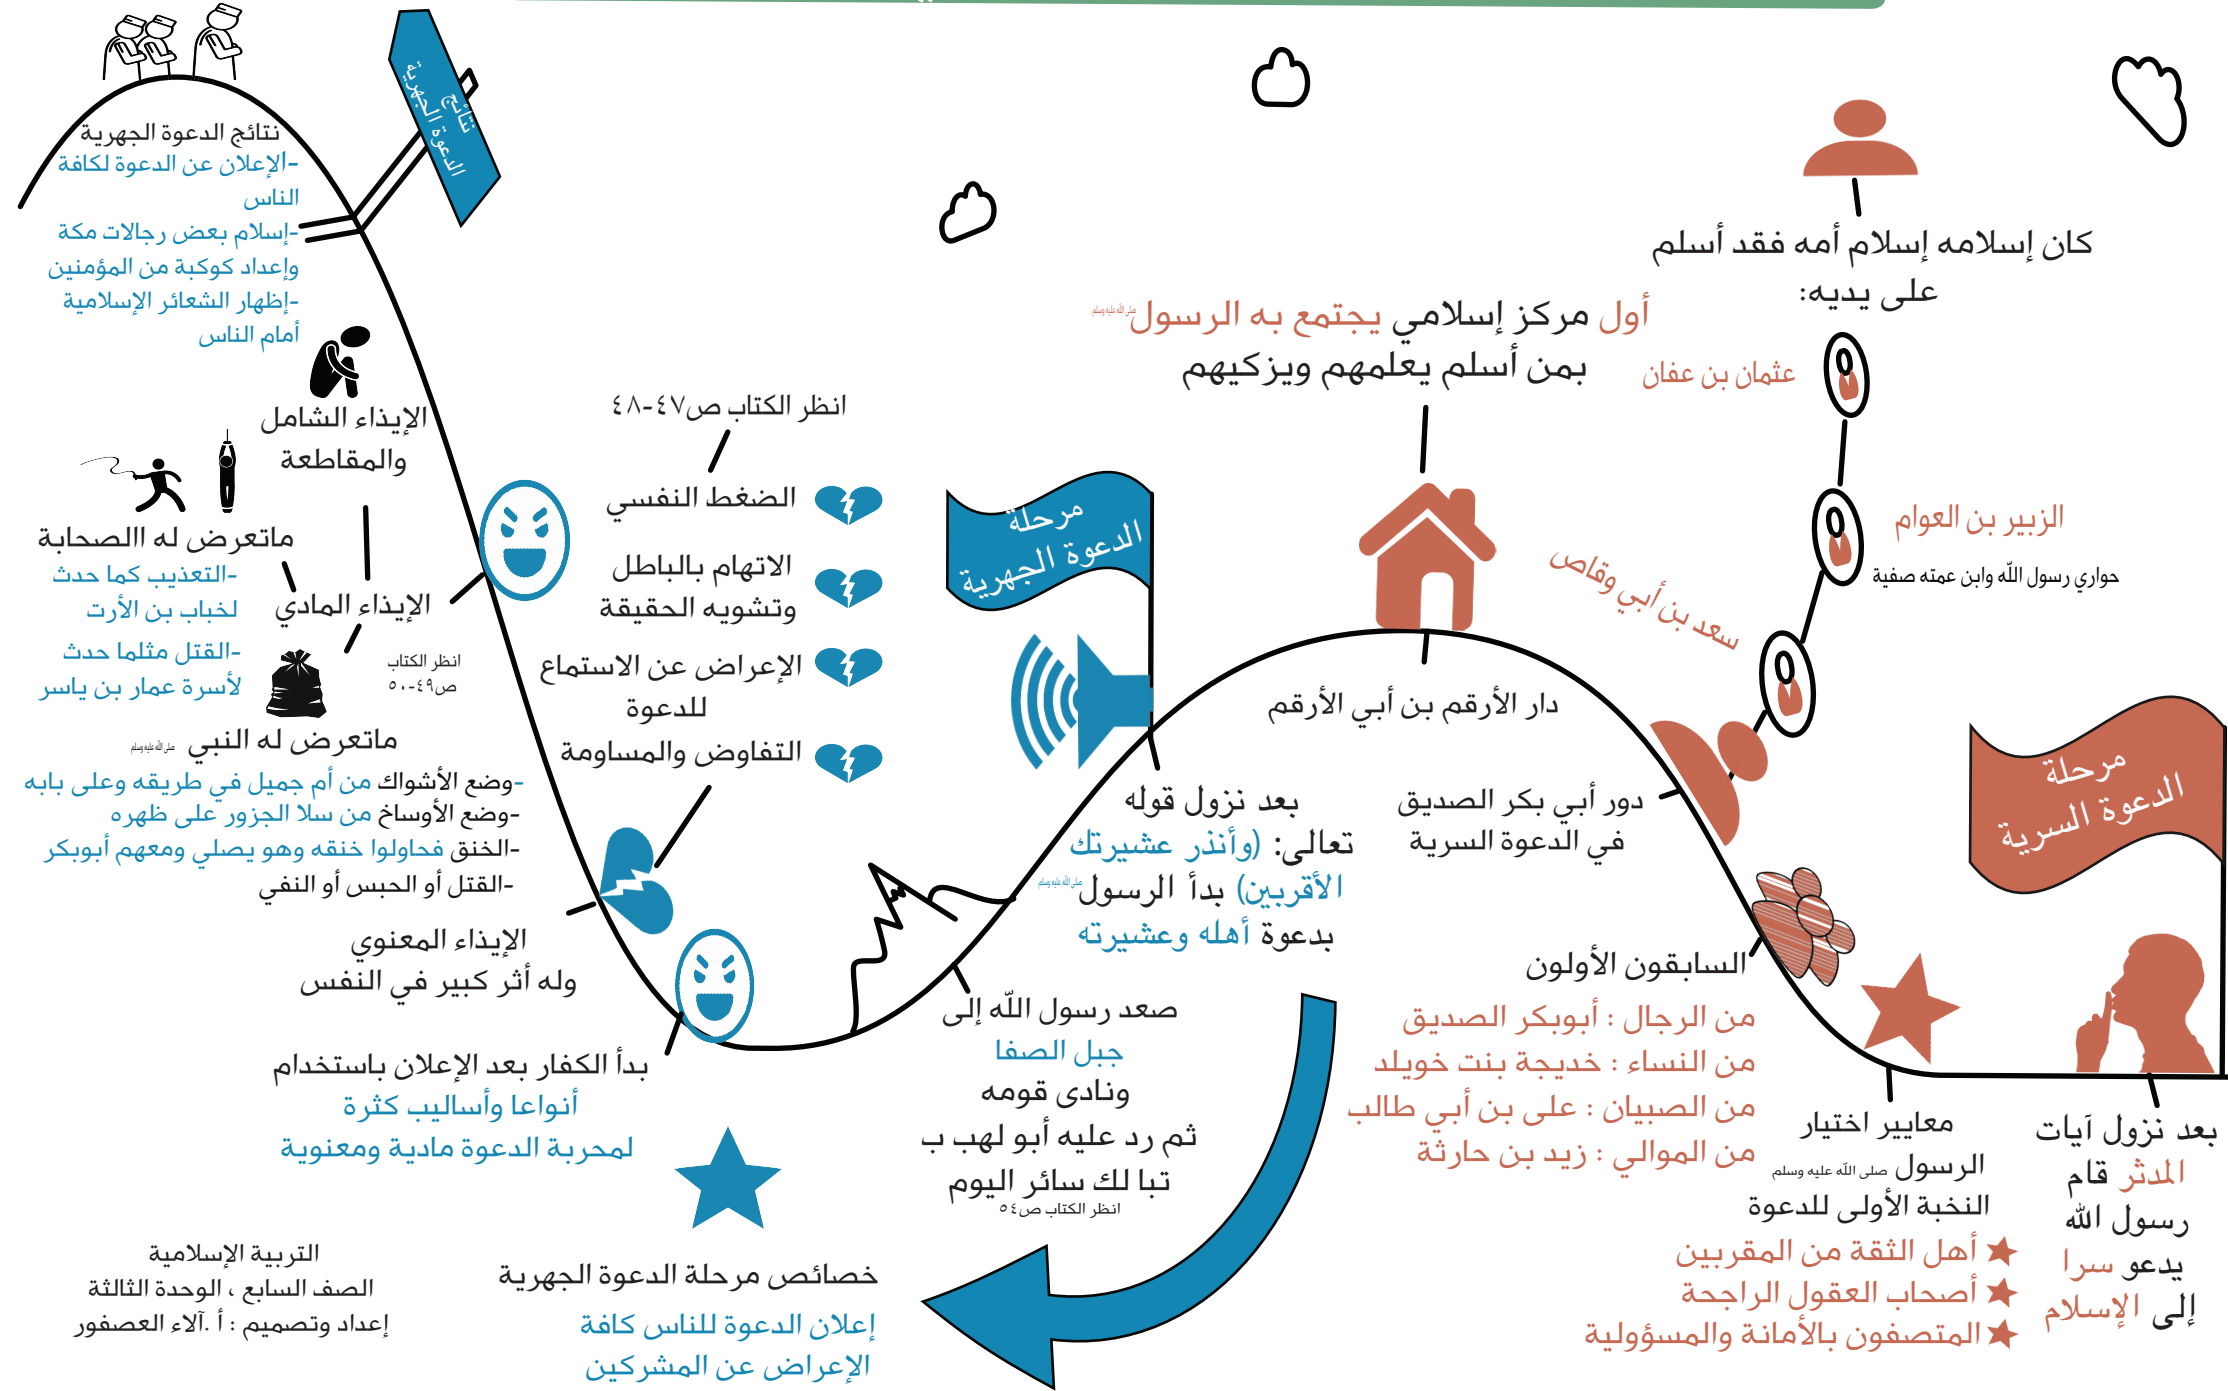 مرحلة
الدعوة السرية
بعد نزول آيات
المدثر قام
رسول الله
يدعو سرا
إلى الإسلام
معايير اختيار
الرسول صلى الله عليه وسلم
النخبة الأولى للدعوة
أهل الثقة من المقربين
أصحاب العقول الراجحة
المتصفون بالأمانة والمسؤولية
السابقون الأولون
من الرجال : أبوبكر الصديق
من النساء : خديجة بنت خويلد
من الصبيان : على بن أبي طالب
من الموالي : زيد بن حارثة
دور أبي بكر الصديق
في الدعوة السرية
كان إسلامه إسلام أمه فقد أسلم
على يديه:
عثمان بن عفان
الزبير بن العوام
حواري رسول الله وابن عمته صفية
سعد بن أبي وقاص
أول مركز إسلامي يجتمع به الرسول صلى الله عليه وسلم
بمن أسلم يعلمهم ويزكيهم
دار الأرقم بن أبي الأرقم
مرحلة
الدعوة الجهرية
بعد نزول قوله
تعالى: (وأنذر عشيرتك
الأقربين) بدأ الرسول صلى الله عليه وسلم
بدعوة أهله وعشيرته
صعد رسول الله إلى
جبل الصفا
ونادى قومه
ثم رد عليه أبو لهب ب
تبا لك سائر اليوم
انظر الكتاب ص٥٤
خصائص مرحلة الدعوة الجهرية
إعلان الدعوة للناس كافة
الإعراض عن المشركين
بدأ الكفار بعد الإعلان باستخدام
أنواعا وأساليب كثرة
لمحربة الدعوة مادية ومعنوية
الإيذاء المعنوي
وله أثر كبير في النفس
انظر الكتاب ص٤٧-٤٨
الضغط النفسي
الاتهام بالباطل
وتشويه الحقيقة
الإعراض عن الاستماع
للدعوة
التفاوض والمساومة
الإيذاء الشامل
والمقاطعة
الإيذاء المادي
انظر الكتاب
ص٤٩-٥٠
ماتعرض له االصحابة
-التعذيب كما حدث
لخباب بن الأرت
-القتل مثلما حدث
لأسرة عمار بن ياسر
ماتعرض له النبي صلى الله عليه وسلم
-وضع الأشواك من أم جميل في طريقه وعلى بابه
-وضع الأوساخ من سلا الجزور على ظهره
-الخنق فحاولوا خنقه وهو يصلي ومعهم أبوبكر
-القتل أو الحبس أو النفي
نتائج
الدعوة الجهرية
نتائج الدعوة الجهرية
-الإعلان عن الدعوة لكافة
الناس
-إسلام بعض رجالات مكة
وإعداد كوكبة من المؤمنين
-إظهار الشعائر الإسلامية
أمام الناس
التربية الإسلامية
الصف السابع ، الوحدة الثالثة
إعداد وتصميم : أ .آلاء العصفور